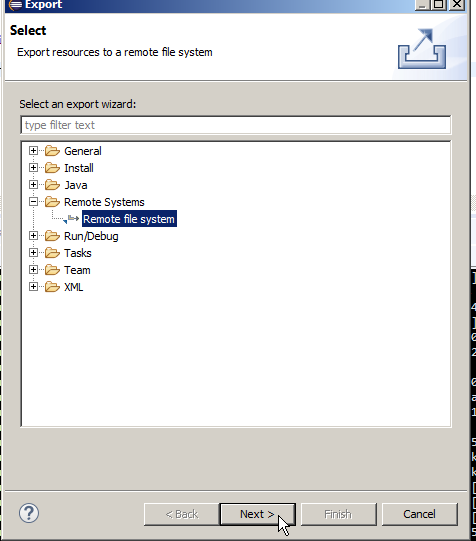 Export
Select
Export resources to a remote file system
Select an export wizard:
type filter text
General
Install
Java
Remote Systems
Remote file system
Run/Debug
Tasks
Team
XML
?
< Back
Next >
Finish
Cancel